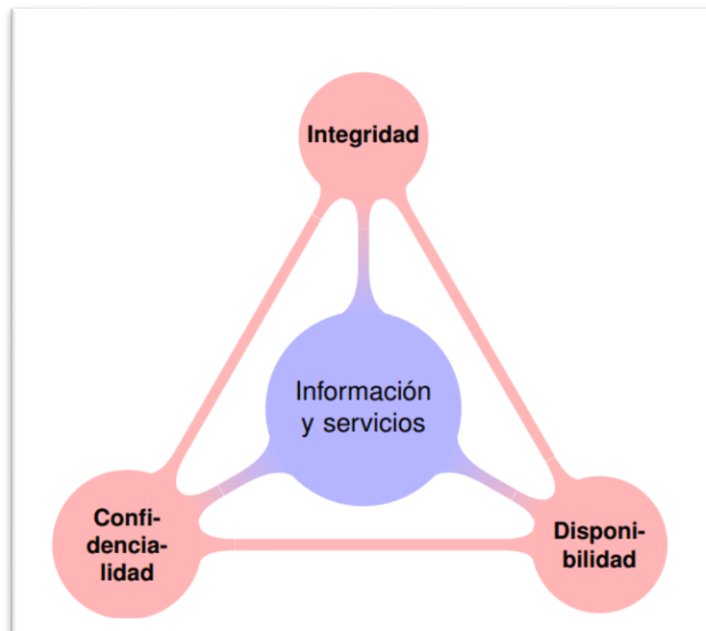 Integridad
Información
y servicios
Confi-
dencia-
lidad
Disponi-
bilidad